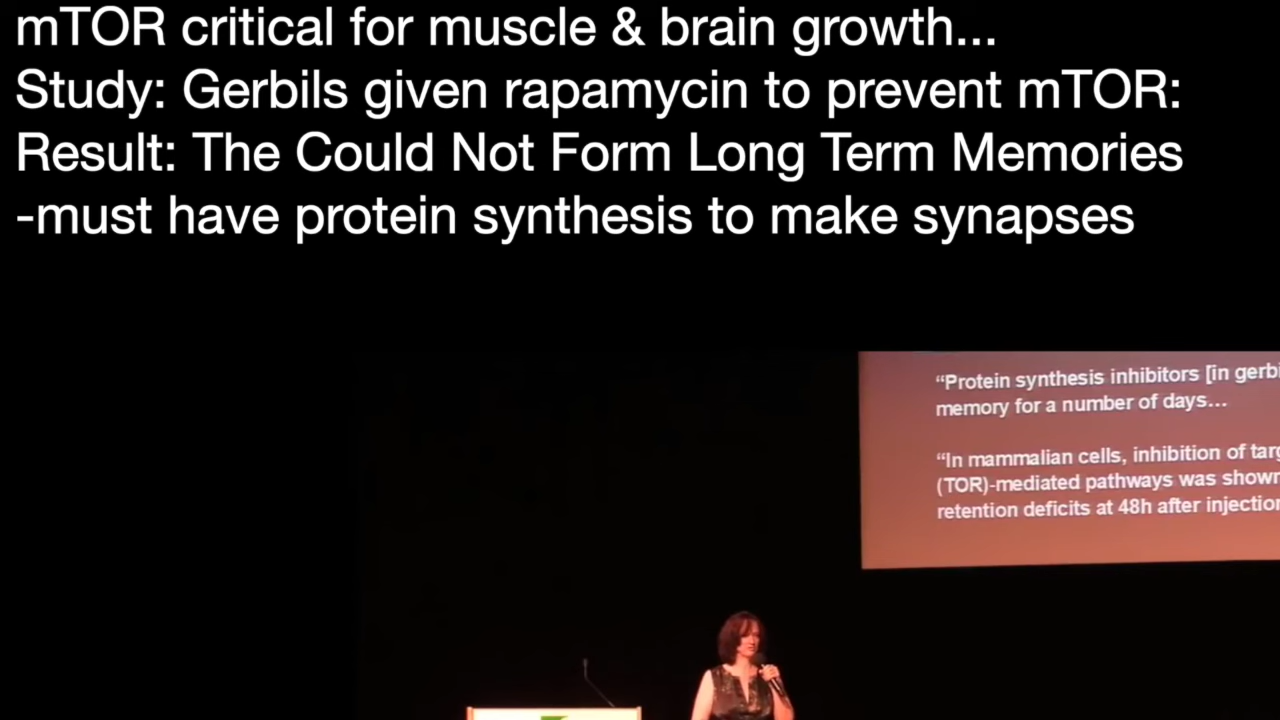 mTOR critical for muscle & brain growth...
Study: Gerbils given rapamycin to prevent mTOR:
Result: The Could Not Form Long Term Memories
-must have protein synthesis to make synapses
“Protein synthesis inhibitors [in gerbi
memory for a number of days...
“In mammalian cells, inhibition of targ
(TOR)-mediated pathways was shown
retention deficits at 48h after injection